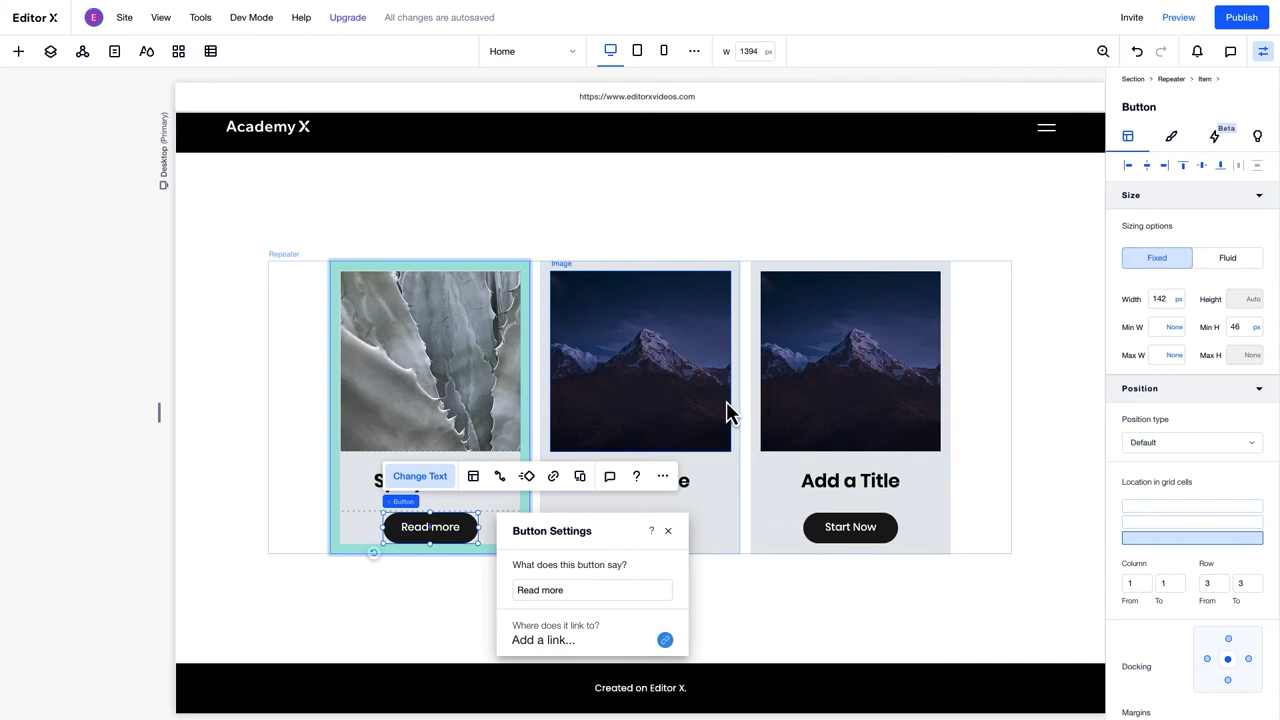 Editor X
E
Site
View
Tools
Dev Mode
Help
Upgrade
All changes are autosaved
Invite
Preview
Publish
Home
W 1394 px
https://www.editorxvideos.com
Desktop (Primary)
Academy X
Repeater
Image
Change Text
Button
Read more
Add a Title
Start Now
Button Settings
?
What does this button say?
Read more
Where does it link to?
Add a link...
Created on Editor X.
Section > Repeater > Item >
Button
Beta
Size
Sizing options
Fixed
Fluid
Width 142 px Height Auto
Min W None Min H 46 px
Max W None Max H None
Position
Position type
Default
Location in grid cells
Column Row
1 1 3 3
From To From To
Docking
Margins